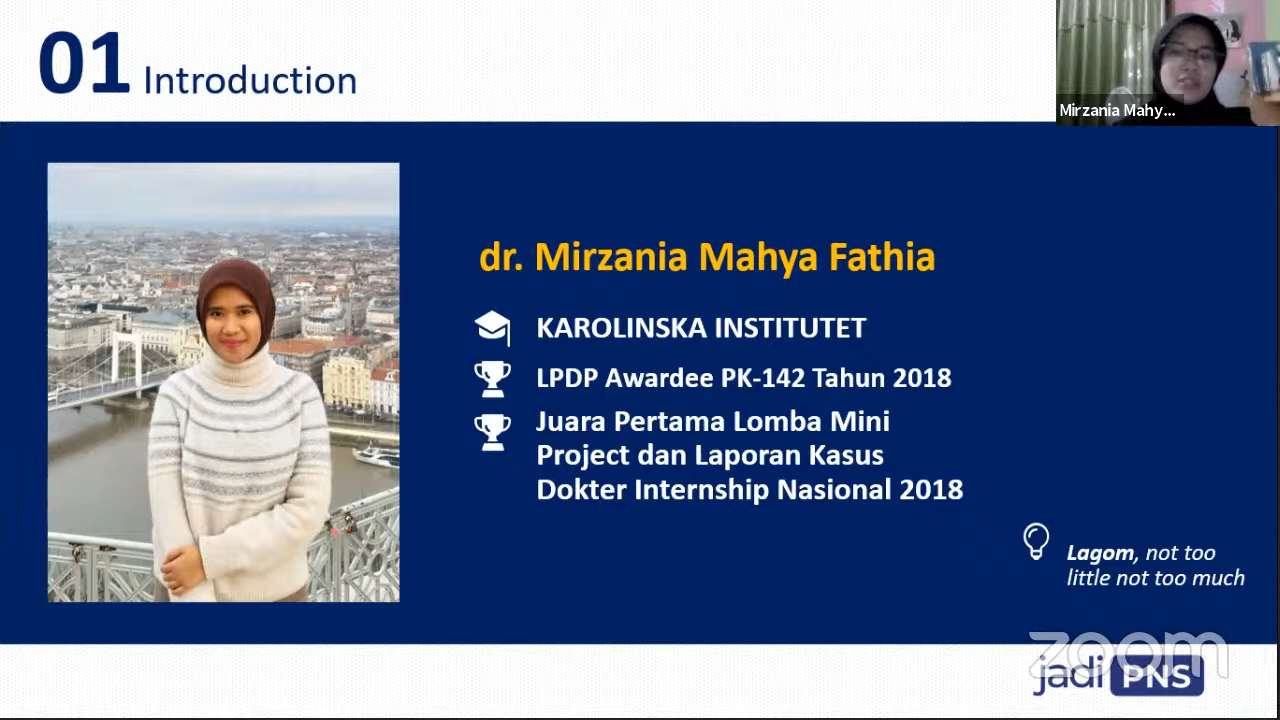 01 Introduction
Mirzania Mahy...
dr. Mirzania Mahya Fathia
KAROLINSKA INSTITUTET
LPDP Awardee PK-142 Tahun 2018
Juara Pertama Lomba Mini
Project dan Laporan Kasus
Dokter Internship Nasional 2018
Lagom, not too
little not too much
zoom
jadi PNS